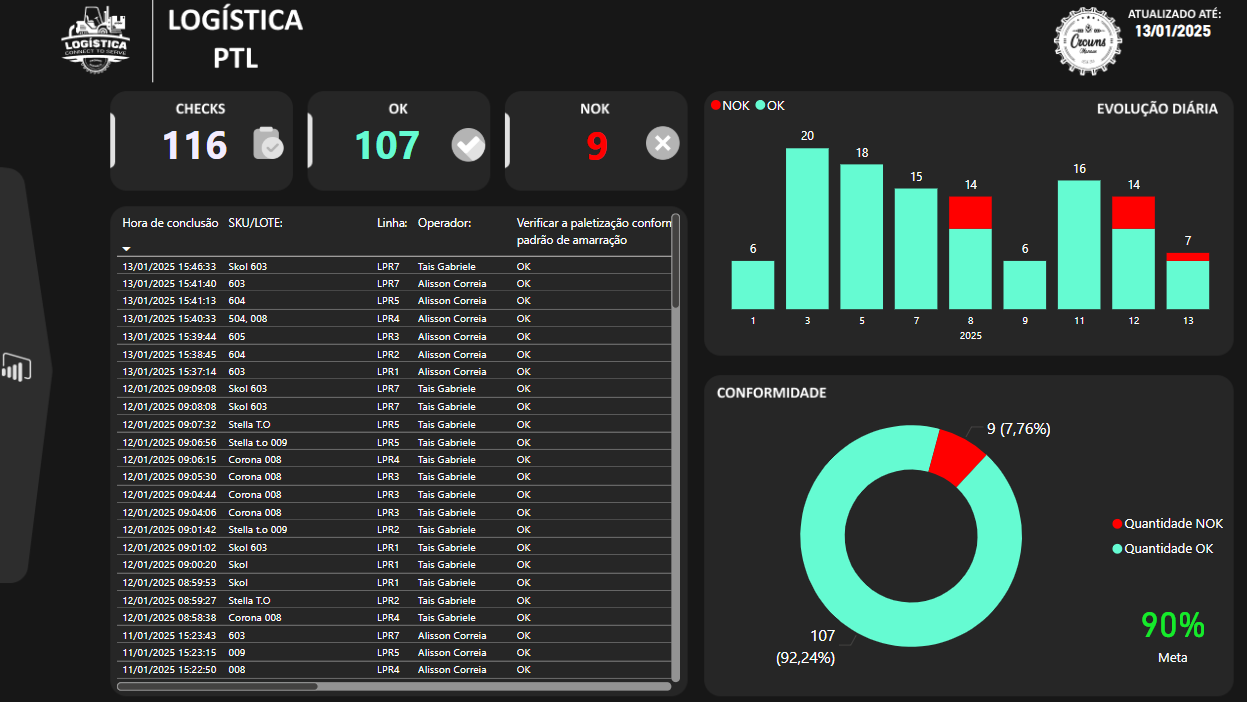 LOGÍSTICA
CONNECT TO SERVE
LOGÍSTICA
PTL
Crowns
ATUALIZADO ATÉ:
13/01/2025
CHECKS
116
OK
107
NOK
9
Hora de conclusão SKU/LOTE: Linha: Operador: Verificar a paletização conform
padrão de amarração
13/01/2025 15:46:33 Skol 603 LPR7 Tais Gabriele OK
13/01/2025 15:41:40 603 LPR7 Alisson Correia OK
13/01/2025 15:41:13 604 LPR5 Alisson Correia OK
13/01/2025 15:40:33 504, 008 LPR4 Alisson Correia OK
13/01/2025 15:39:44 605 LPR3 Alisson Correia OK
13/01/2025 15:38:45 604 LPR2 Alisson Correia OK
13/01/2025 15:37:14 603 LPR1 Alisson Correia OK
12/01/2025 09:09:08 Skol 603 LPR7 Tais Gabriele OK
12/01/2025 09:08:08 Skol 603 LPR7 Tais Gabriele OK
12/01/2025 09:07:32 Stella T.O LPR5 Tais Gabriele OK
12/01/2025 09:06:56 Stella t.o 009 LPR5 Tais Gabriele OK
12/01/2025 09:06:15 Corona 008 LPR4 Tais Gabriele OK
12/01/2025 09:05:30 Corona 008 LPR3 Tais Gabriele OK
12/01/2025 09:04:44 Corona 008 LPR3 Tais Gabriele OK
12/01/2025 09:04:06 Corona 008 LPR3 Tais Gabriele OK
12/01/2025 09:01:42 Stella t.o 009 LPR2 Tais Gabriele OK
12/01/2025 09:01:02 Skol 603 LPR1 Tais Gabriele OK
12/01/2025 09:00:20 Skol LPR1 Tais Gabriele OK
12/01/2025 08:59:53 Skol LPR1 Tais Gabriele OK
12/01/2025 08:59:27 Stella T.O LPR2 Tais Gabriele OK
12/01/2025 08:58:38 Corona 008 LPR4 Tais Gabriele OK
11/01/2025 15:23:43 603 LPR7 Alisson Correia OK
11/01/2025 15:23:15 009 LPR5 Alisson Correia OK
11/01/2025 15:22:50 008 LPR4 Alisson Correia OK
NOK OK
EVOLUÇÃO DIÁRIA
6 20 18 15 14 6 16 14 7
1 3 5 7 8 9 11 12 13
2025
CONFORMIDADE
9 (7,76%)
107
(92,24%)
Quantidade NOK
Quantidade OK
90%
Meta